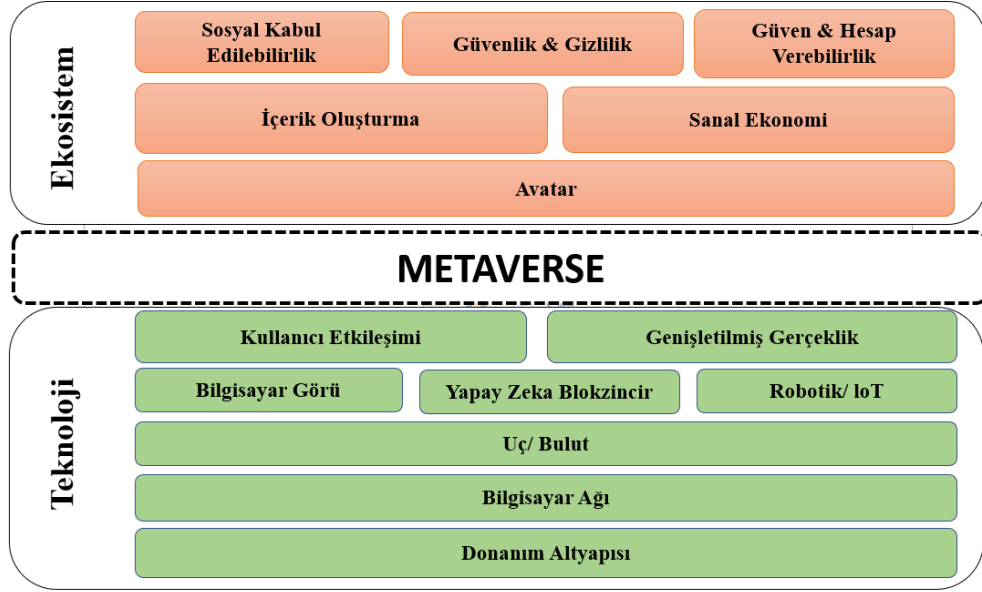 Ekosistem
Sosyal Kabul
Edilebilirlik
Güvenlik & Gizlilik
Güven & Hesap
Verebilirlik
İçerik Oluşturma
Sanal Ekonomi
Avatar
METAVERSE
Teknoloji
Kullanıcı Etkileşimi
Genişletilmiş Gerçeklik
Bilgisayar Görü
Yapay Zeka Blokzincir
Robotik/ loT
Uç/ Bulut
Bilgisayar Ağı
Donanım Altyapısı